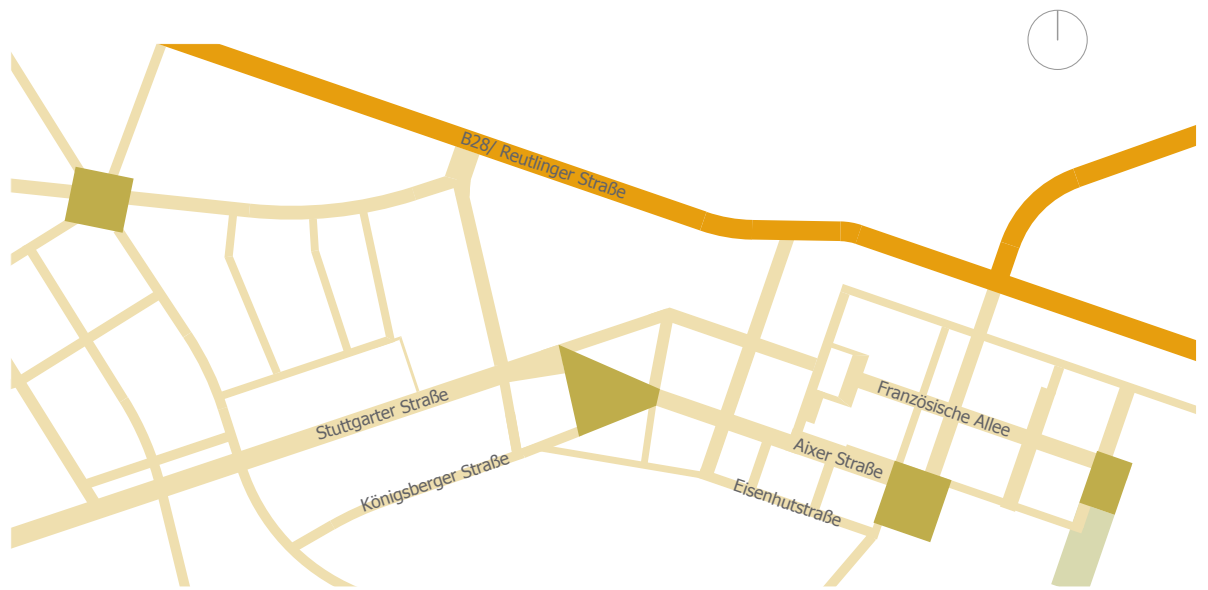 B28/ Reutlinger Straße
Stuttgarter Straße
Französische Allee
Aixer Straße
Königsberger Straße
Eisenhutstraße